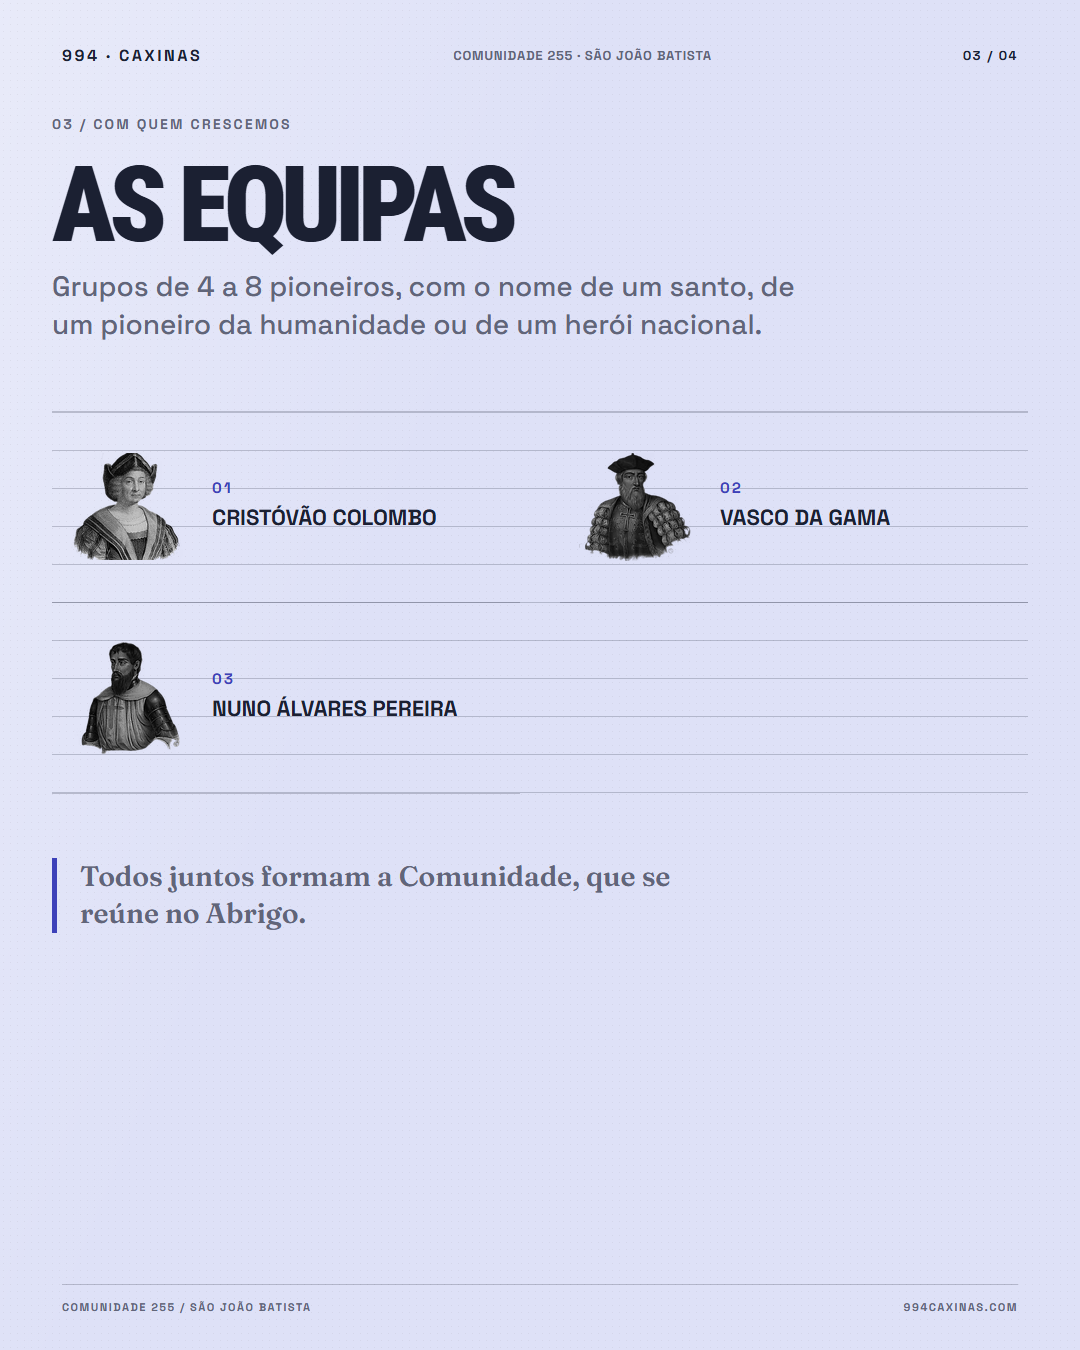 994 · CAXINAS
COMUNIDADE 255 · SÃO JOÃO BATISTA
03 / 04
03 / COM QUEM CRESCEMOS
AS EQUIPAS
Grupos de 4 a 8 pioneiros, com o nome de um santo, de
um pioneiro da humanidade ou de um herói nacional.
01
CRISTÓVÃO COLOMBO
02
VASCO DA GAMA
03
NUNO ÁLVARES PEREIRA
Todos juntos formam a Comunidade, que se
reúne no Abrigo.
COMUNIDADE 255 / SÃO JOÃO BATISTA
994CAXINAS.COM